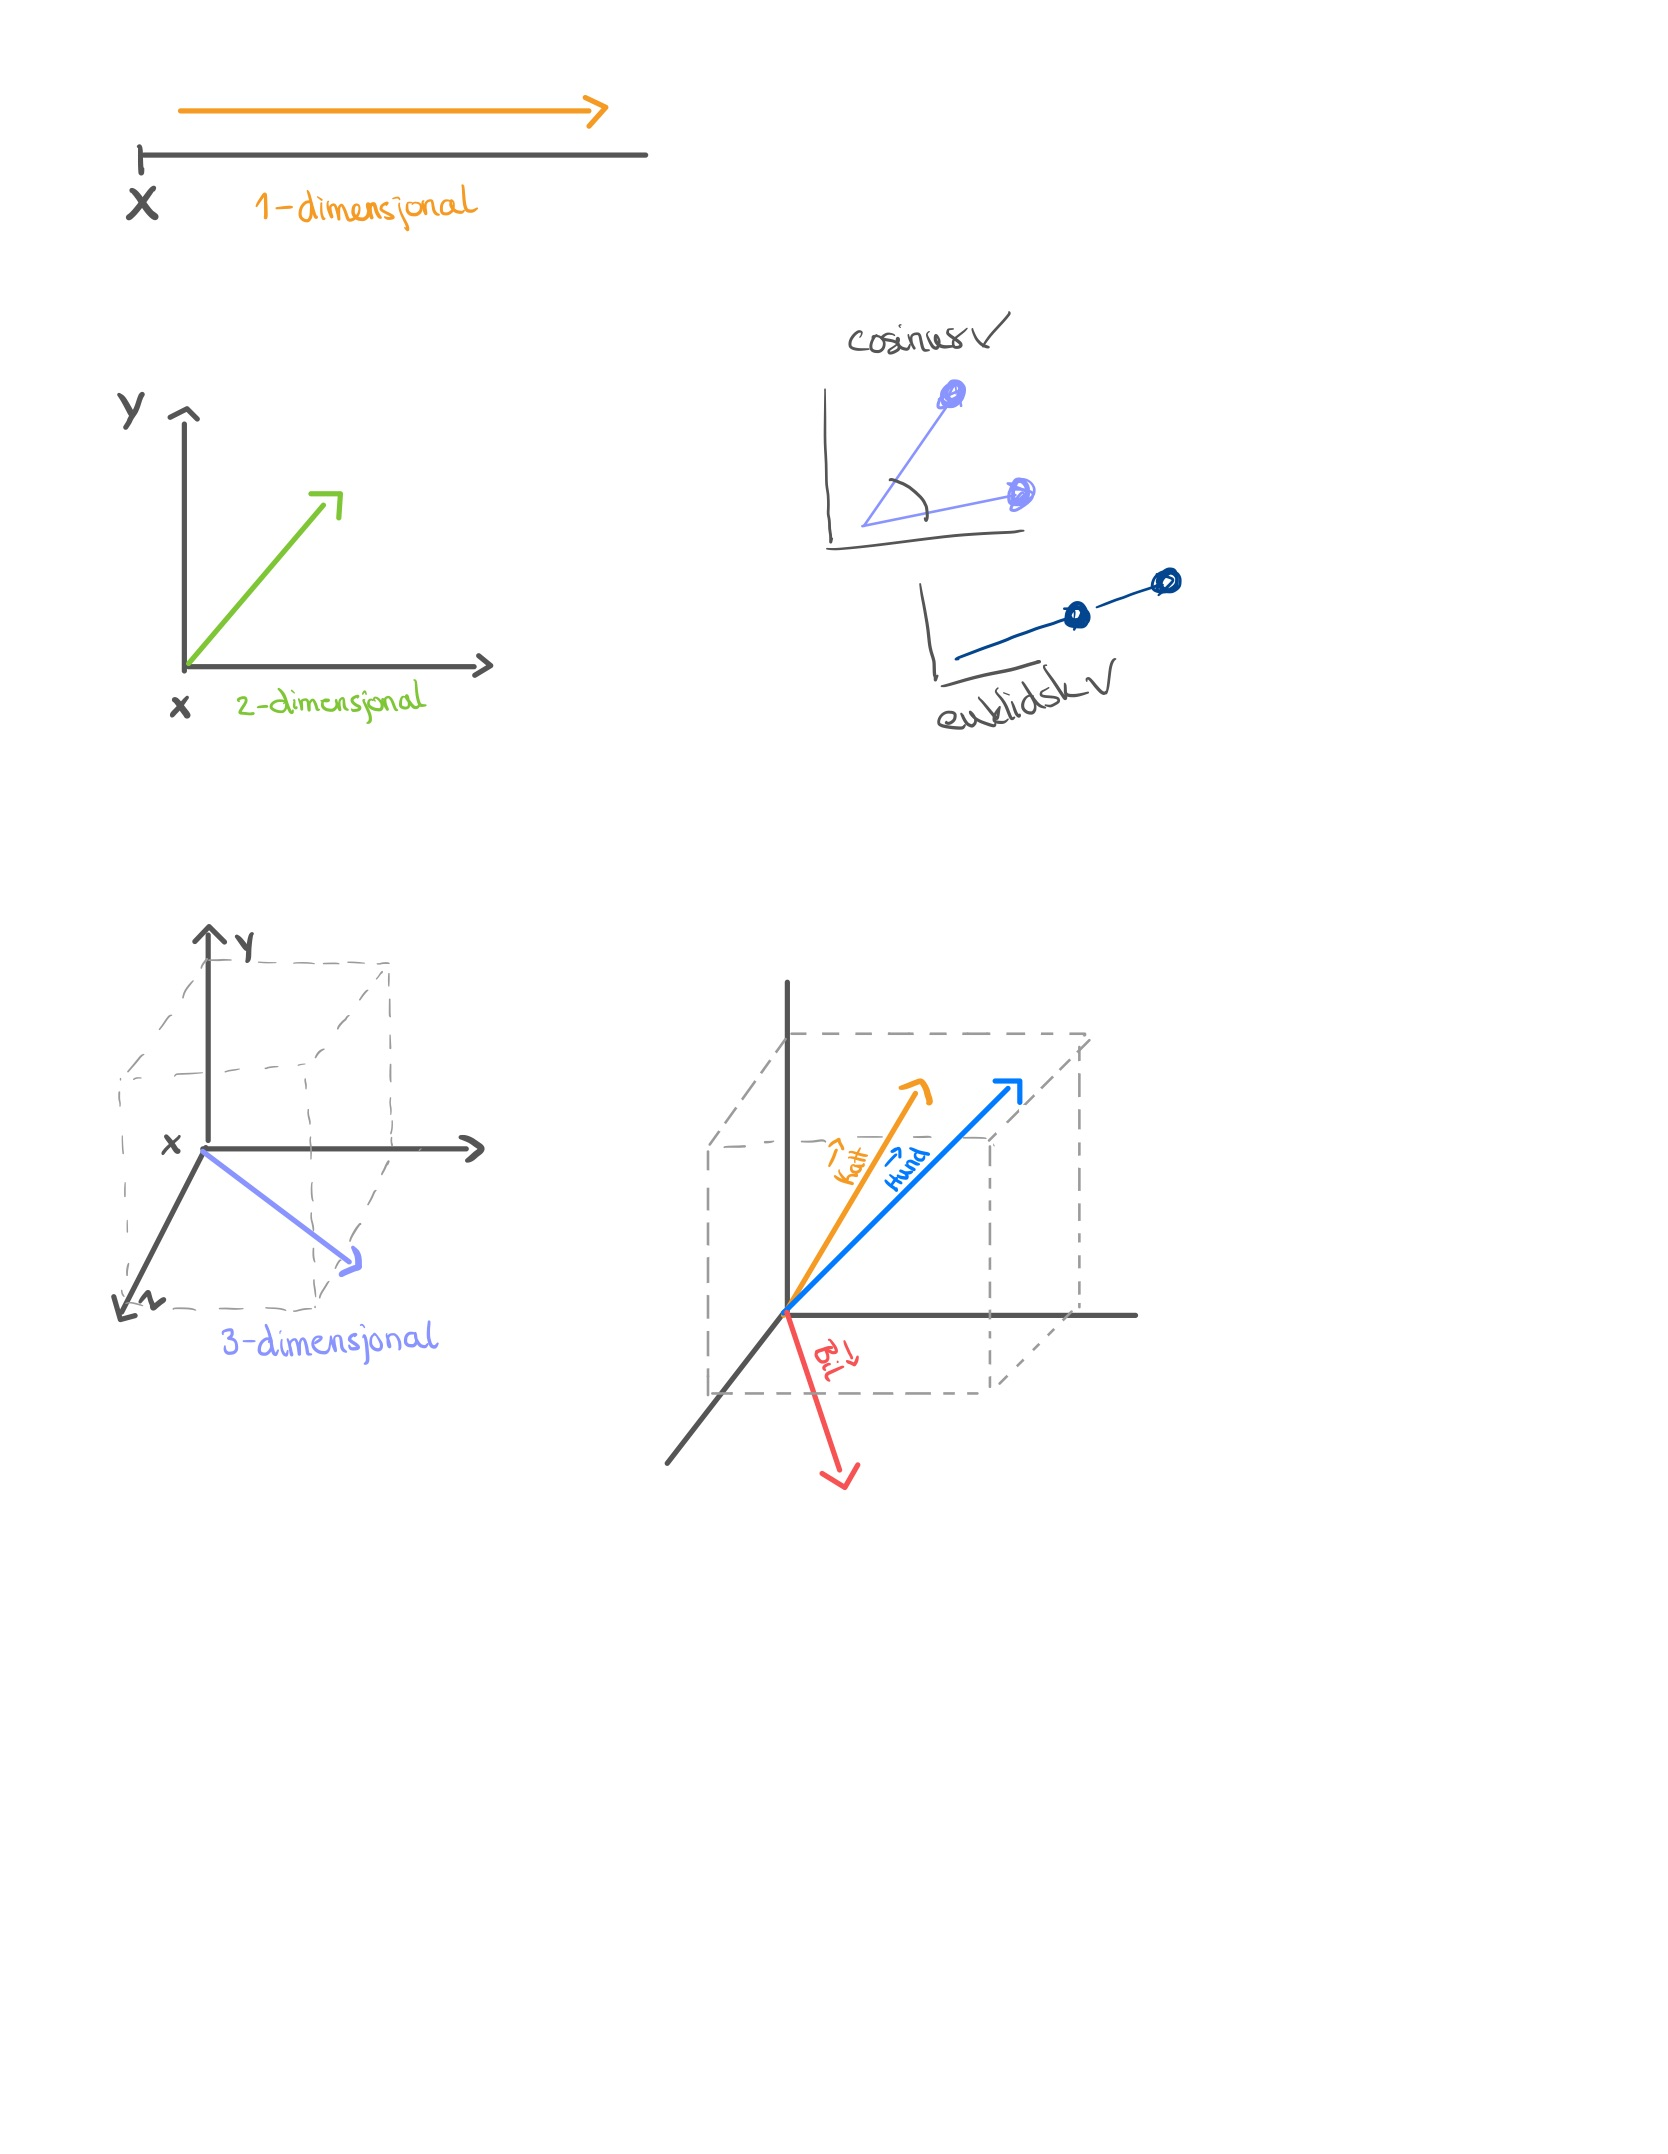 X
1-dimensjonal
cosinus ✓
y
x
2-dimensjonal
euklidsk ✓
y
x
z
3-dimensjonal
Katt
Hund
Bil